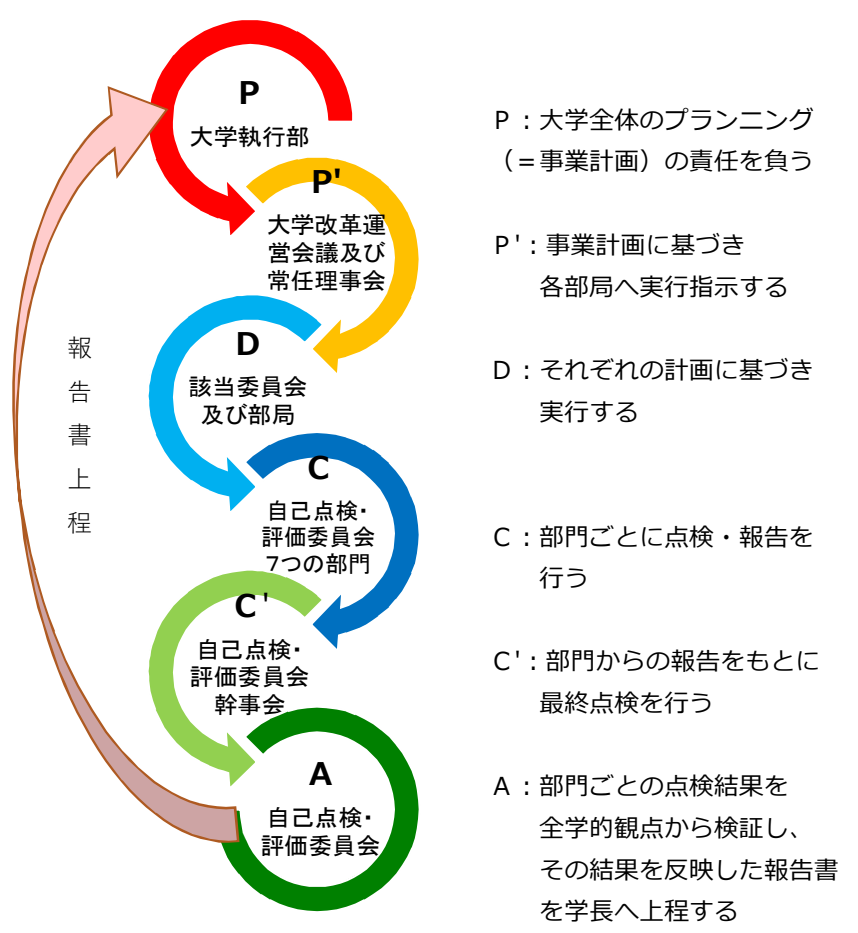 P
大学執行部
P'
大学改革運
営会議及び
常任理事会
D
該当委員会
及び部局
C
自己点検・
評価委員会
7つの部門
C'
自己点検・
評価委員会
幹事会
A
自己点検・
評価委員会
報告書上程
P：大学全体のプランニング
（＝事業計画）の責任を負う
P'：事業計画に基づき
各部局へ実行指示する
D：それぞれの計画に基づき
実行する
C：部門ごとに点検・報告を
行う
C'：部門からの報告をもとに
最終点検を行う
A：部門ごとの点検結果を
全学的観点から検証し、
その結果を反映した報告書
を学長へ上程する